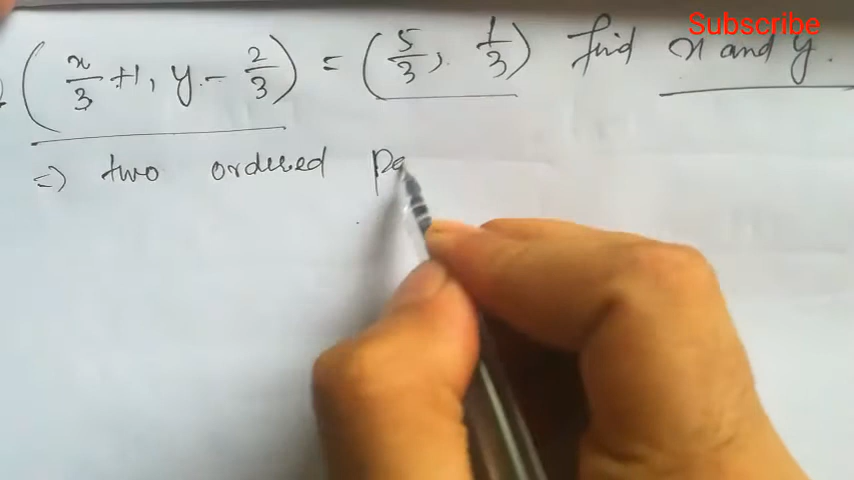 Subscribe
(x/3 + 1, y - 2/3) = (5/3, 1/3) find x and y.
=> two ordered Pa